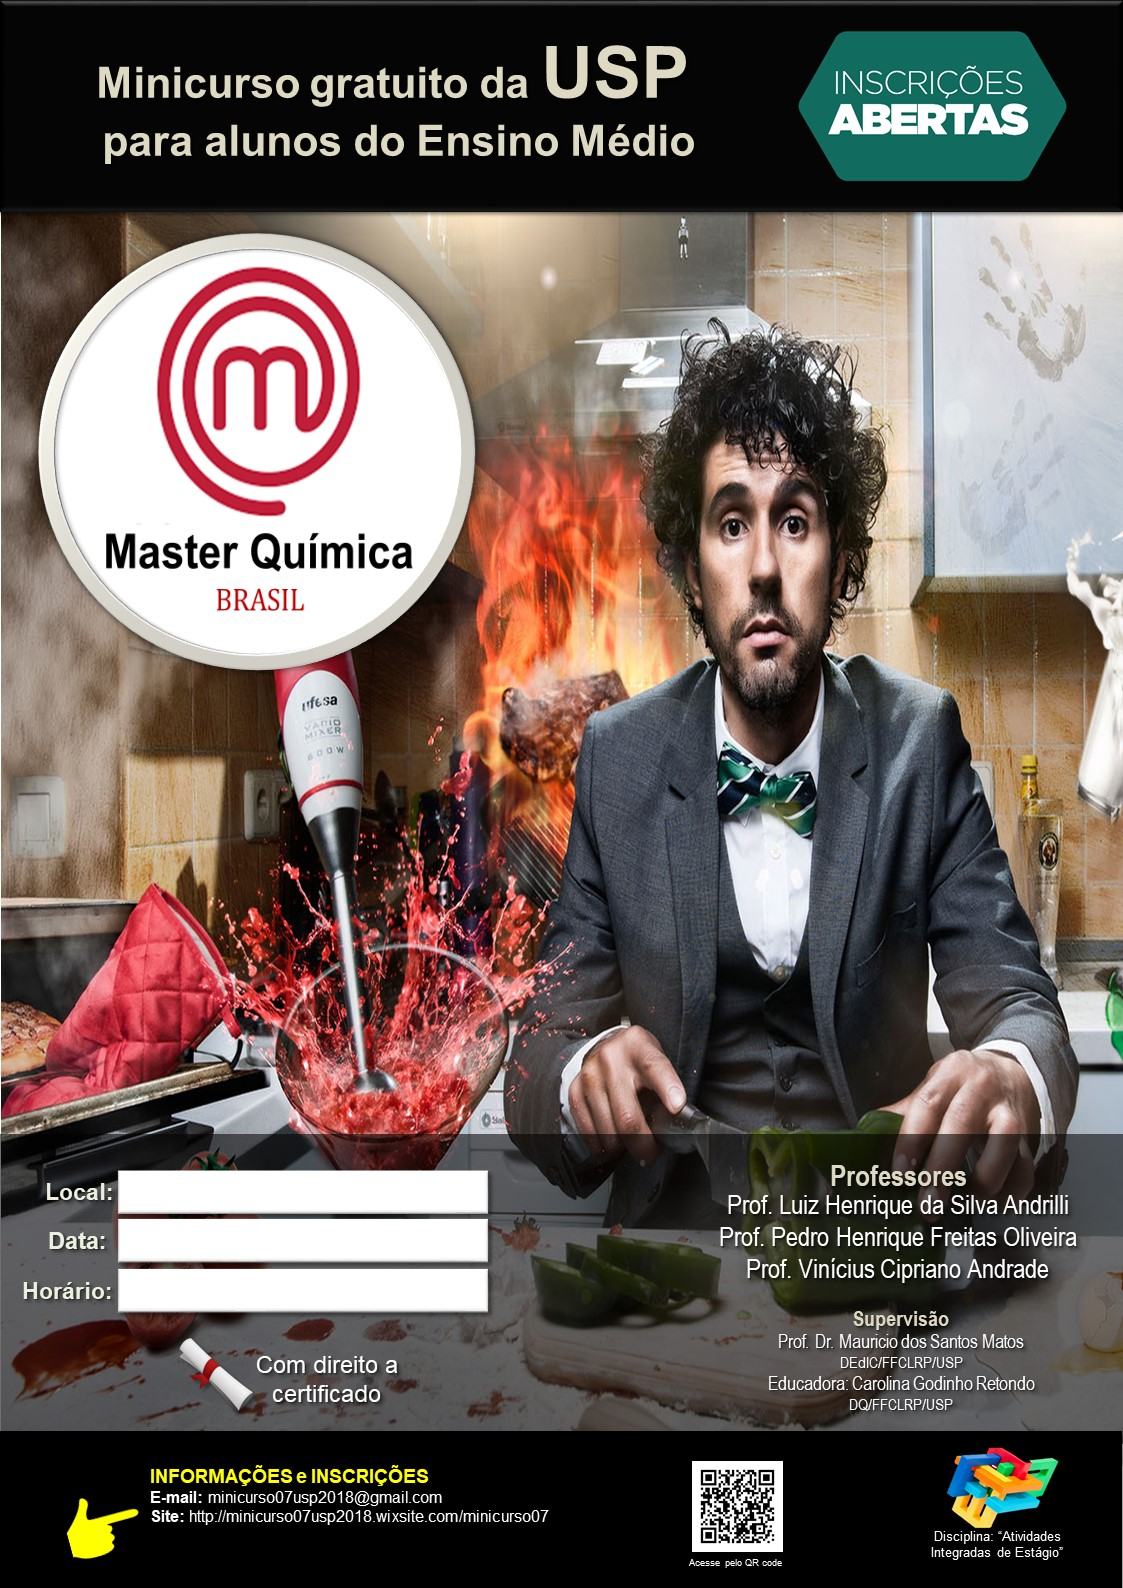 Minicurso gratuito da USP
para alunos do Ensino Médio
INSCRIÇÕES
ABERTAS
m
Master Química
BRASIL
ufesa
VARIO
MIXER
600W
Local:
Data:
Horário:
Com direito a
certificado
Professores
Prof. Luiz Henrique da Silva Andrilli
Prof. Pedro Henrique Freitas Oliveira
Prof. Vinícius Cipriano Andrade
Supervisão
Prof. Dr. Mauricio dos Santos Matos
DEdIC/FFCLRP/USP
Educadora: Carolina Godinho Retondo
DQ/FFCLRP/USP
INFORMAÇÕES e INSCRIÇÕES
E-mail: minicurso07usp2018@gmail.com
Site: http://minicurso07usp2018.wixsite.com/minicurso07
Acesse pelo QR code
Disciplina: “Atividades
Integradas de Estágio”